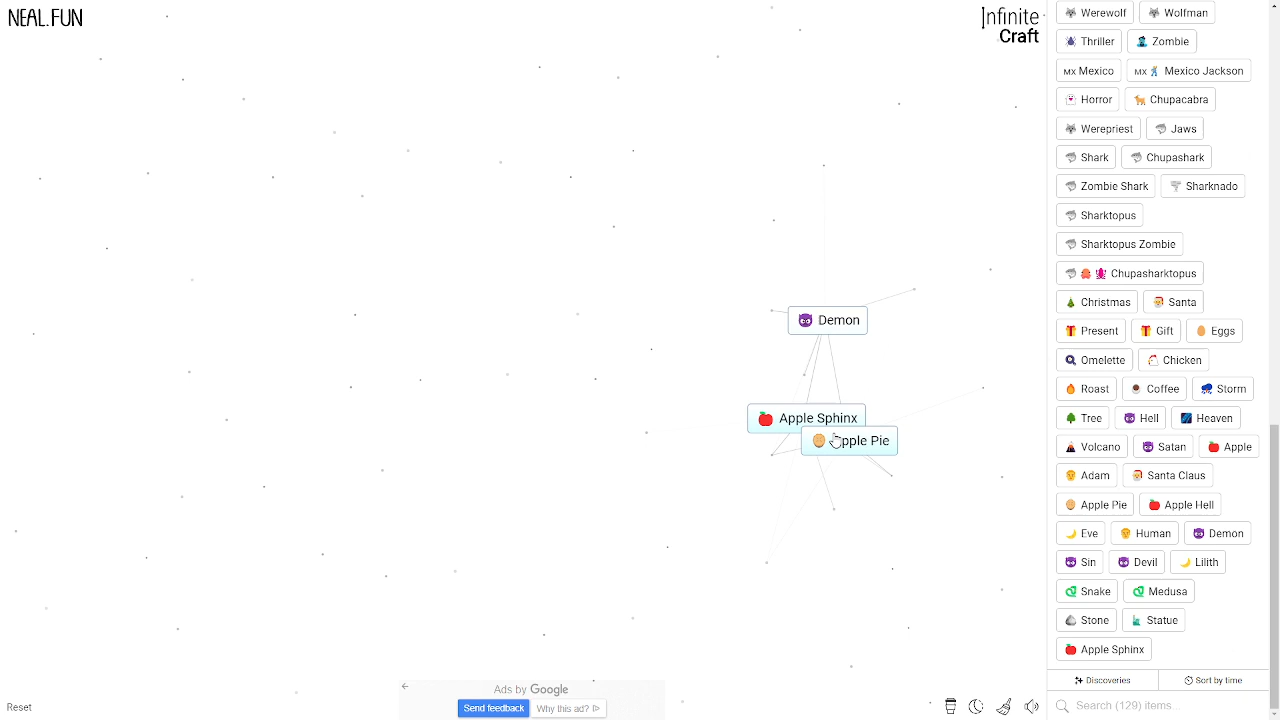 NEAL.FUN
Infinite
Craft
Demon
Apple Sphinx
Apple Pie
Werewolf Wolfman
Thriller Zombie
MX Mexico MX Mexico Jackson
Horror Chupacabra
Werepriest Jaws
Shark Chupashark
Zombie Shark Sharknado
Sharktopus
Sharktopus Zombie
Chupasharktopus
Christmas Santa
Present Gift Eggs
Omelette Chicken
Roast Coffee Storm
Tree Hell Heaven
Volcano Satan Apple
Adam Santa Claus
Apple Pie Apple Hell
Eve Human Demon
Sin Devil Lilith
Snake Medusa
Stone Statue
Apple Sphinx
Discoveries Sort by time
Search (129) items...
Ads by Google
Send feedback Why this ad?
Reset